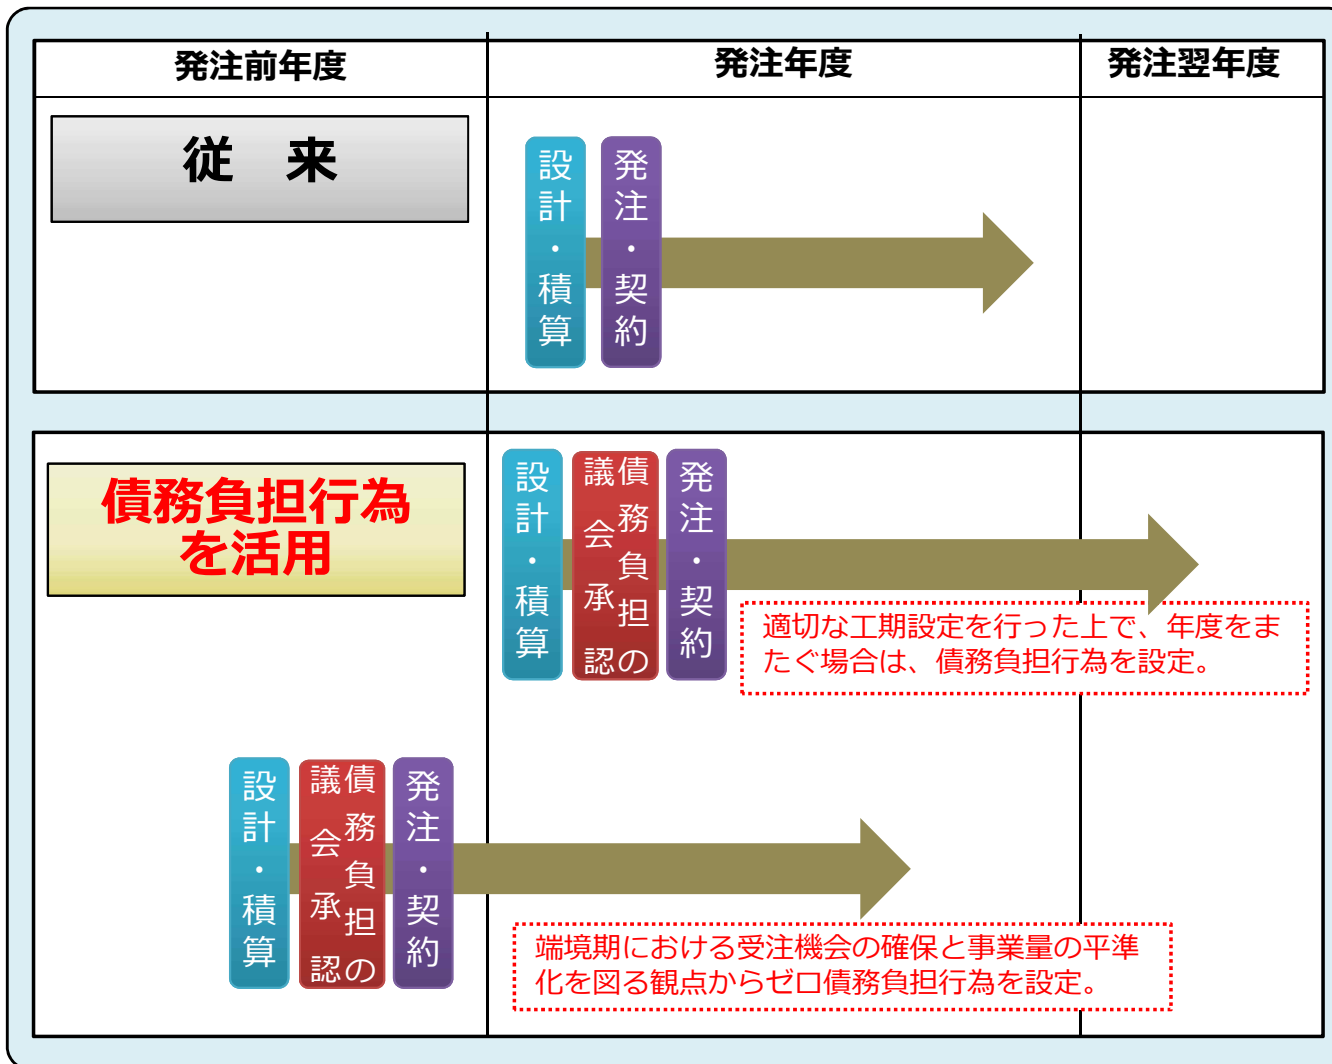 発注前年度
発注年度
発注翌年度
従　来
設計・積算
発注・契約
債務負担行為
を活用
設計・積算
債務負担の
議会承認
発注・契約
適切な工期設定を行った上で、年度をま
たぐ場合は、債務負担行為を設定。
設計・積算
債務負担の
議会承認
発注・契約
端境期における受注機会の確保と事業量の平準
化を図る観点からゼロ債務負担行為を設定。